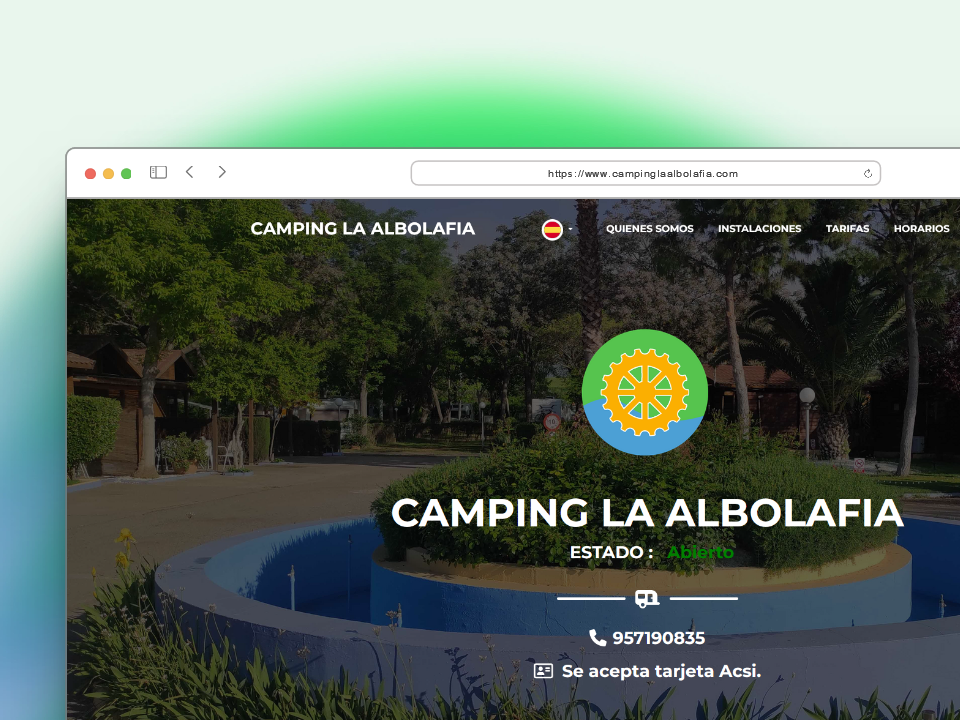 https://www.campinglaalbolafia.com
CAMPING LA ALBOLAFIA
QUIENES SOMOS INSTALACIONES TARIFAS HORARIOS
CAMPING LA ALBOLAFIA
ESTADO : Abierto
957190835
Se acepta tarjeta Acsi.